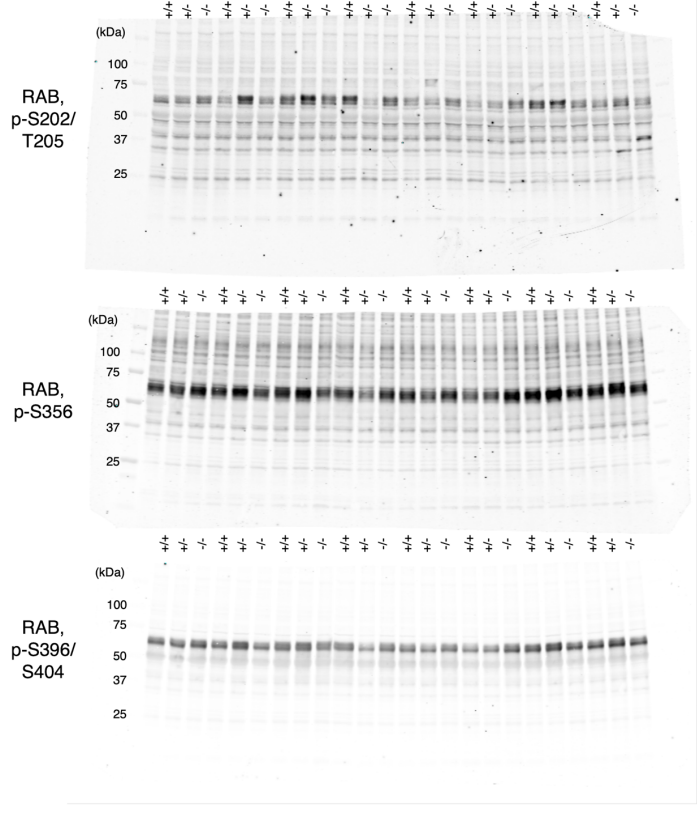 +/+ +/- -/- +/+ +/- -/- +/+ +/- -/- +/+ +/- -/- +/+ +/- -/- +/+ +/- -/- +/+ +/- -/- +/+ +/- -/-
(kDa)
100
75
50
37
25
RAB,
p-S202/
T205
+/+ +/- -/- +/+ +/- -/- +/+ +/- -/- +/+ +/- -/- +/+ +/- -/- +/+ +/- -/- +/+ +/- -/- +/+ +/- -/-
(kDa)
100
75
50
37
25
RAB,
p-S356
+/+ +/- -/- +/+ +/- -/- +/+ +/- -/- +/+ +/- -/- +/+ +/- -/- +/+ +/- -/- +/+ +/- -/- +/+ +/- -/-
(kDa)
100
75
50
37
25
RAB,
p-S396/
S404